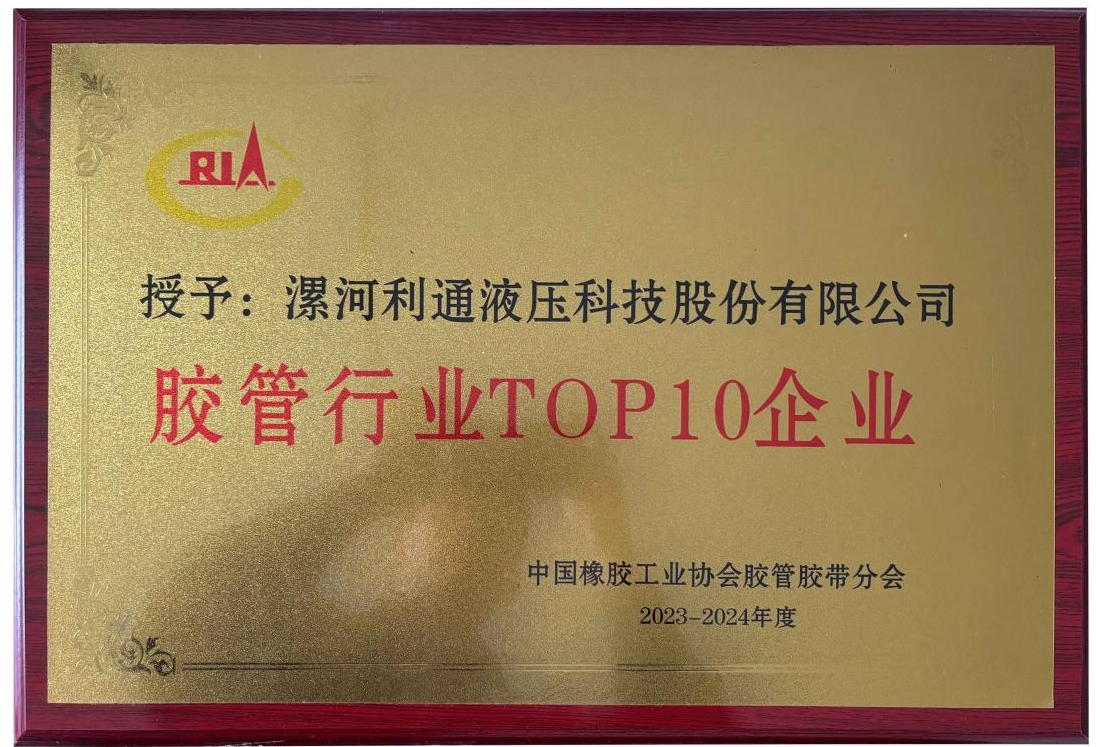 RIA
授予：漯河利通液压科技股份有限公司
胶管行业TOP10企业
中国橡胶工业协会胶管胶带分会
2023-2024年度